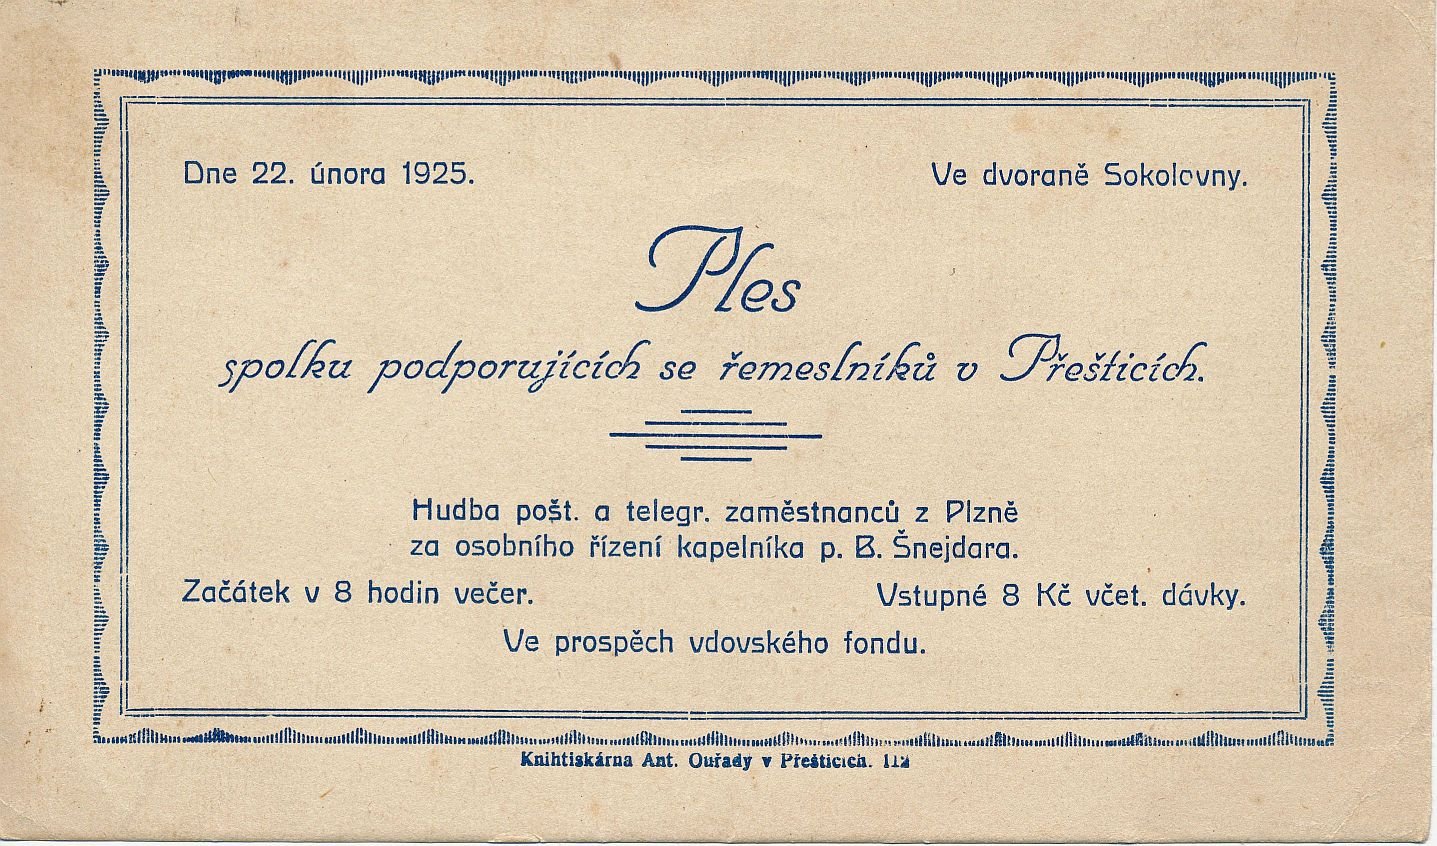 Dne 22. února 1925.
Ve dvoraně Sokolovny.
Ples
spolku podporujících se řemeslníků v Přešticích.
Hudba pošt. a telegr. zaměstnanců z Plzně
za osobního řízení kapelníka p. B. Šnejdara.
Začátek v 8 hodin večer.
Vstupné 8 Kč včet. dávky.
Ve prospěch vdovského fondu.
Knihtiskárna Ant. Ouřady v Přešticích. 112